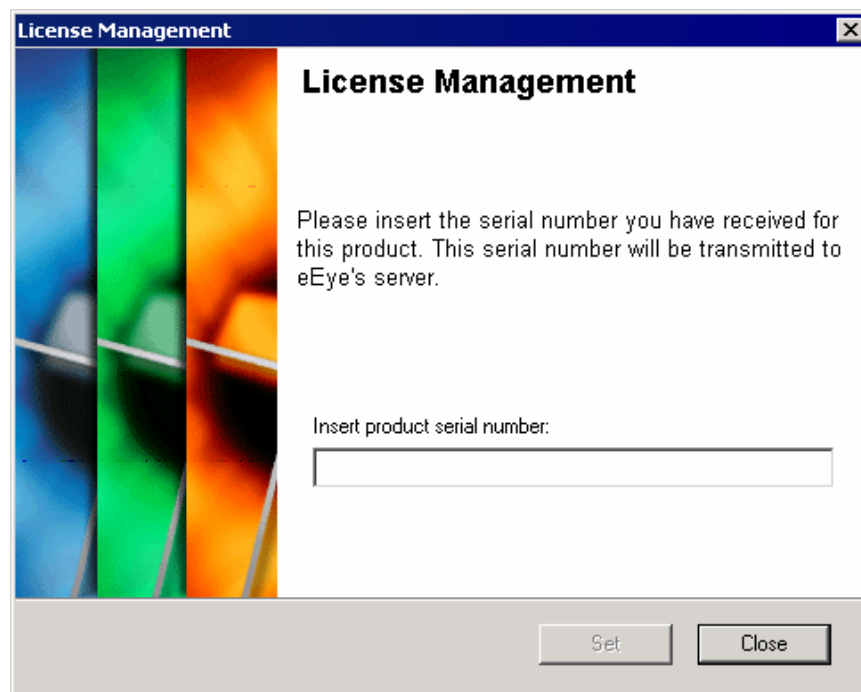 License Management
License Management
Please insert the serial number you have received for
this product. This serial number will be transmitted to
eEye's server.
Insert product serial number:
Set
Close